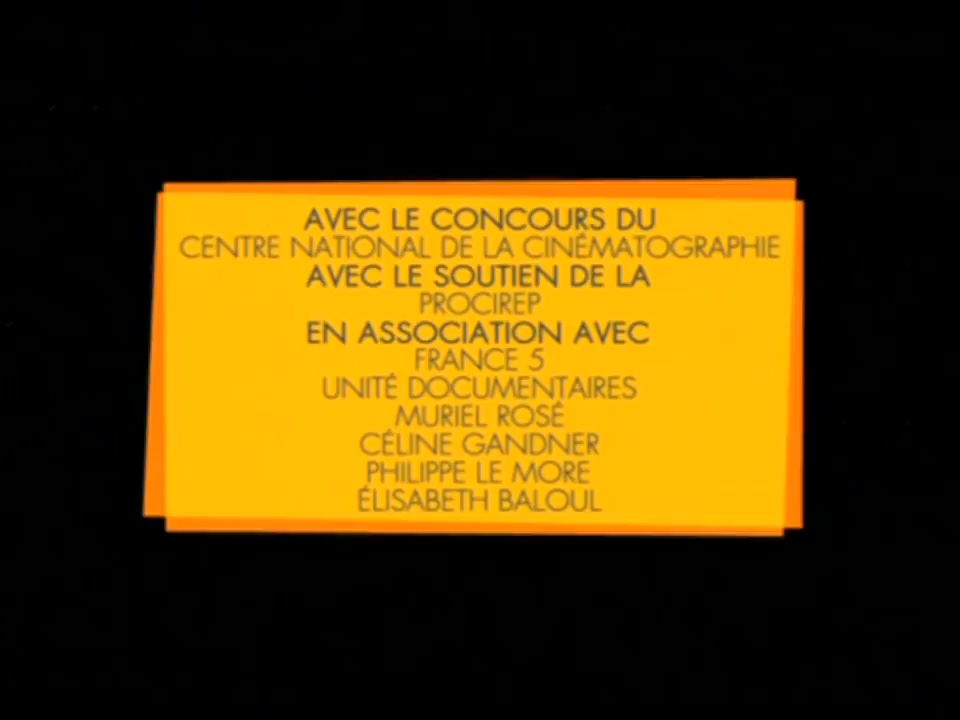 AVEC LE CONCOURS DU
CENTRE NATIONAL DE LA CINÉMATOGRAPHIE
AVEC LE SOUTIEN DE LA
PROCIREP
EN ASSOCIATION AVEC
FRANCE 5
UNITÉ DOCUMENTAIRES
MURIEL ROSÉ
CÉLINE GANDNER
PHILIPPE LE MORE
ÉLISABETH BALOUL